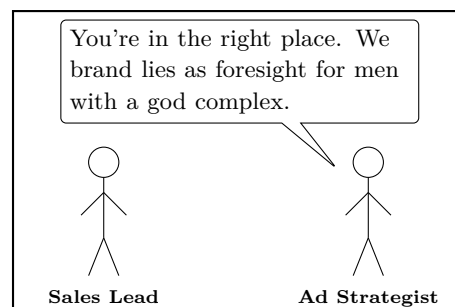 You're in the right place. We
brand lies as foresight for men
with a god complex.
Sales Lead
Ad Strategist